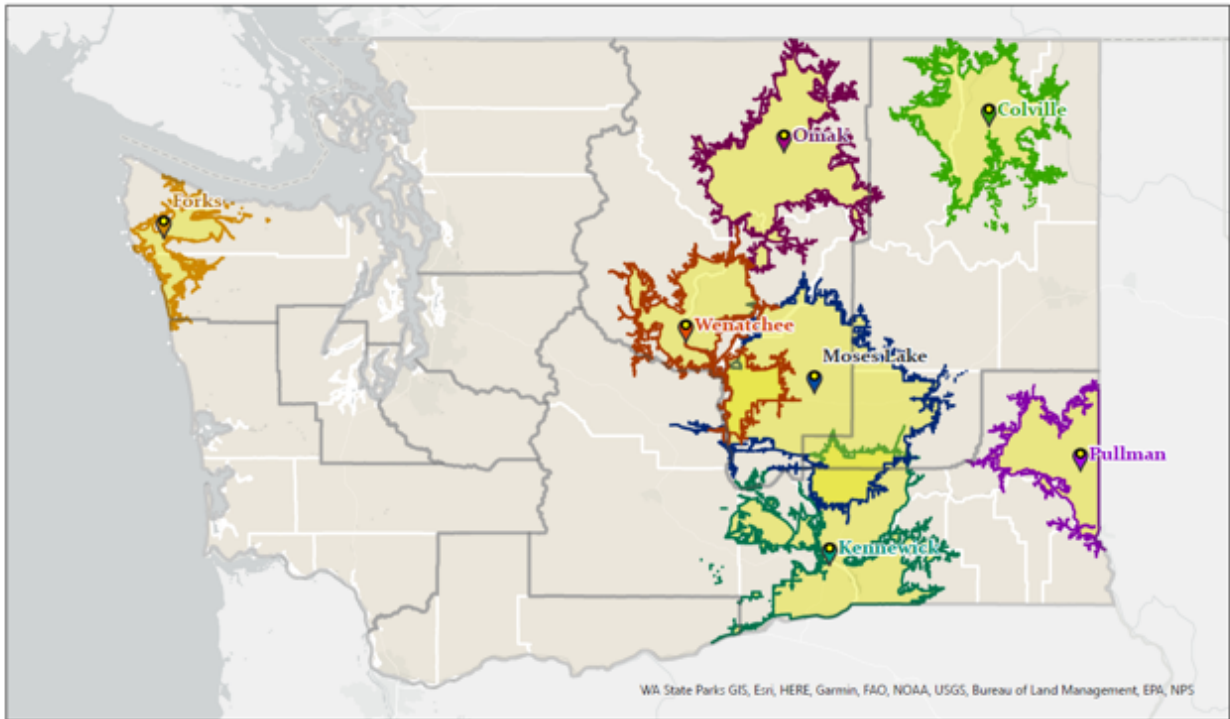 Colville
Omak
Forks
Wenatchee
Moses Lake
Pullman
Kennewick
WA State Parks GIS, Esri, HERE, Garmin, FAO, NOAA, USGS, Bureau of Land Management, EPA, NPS